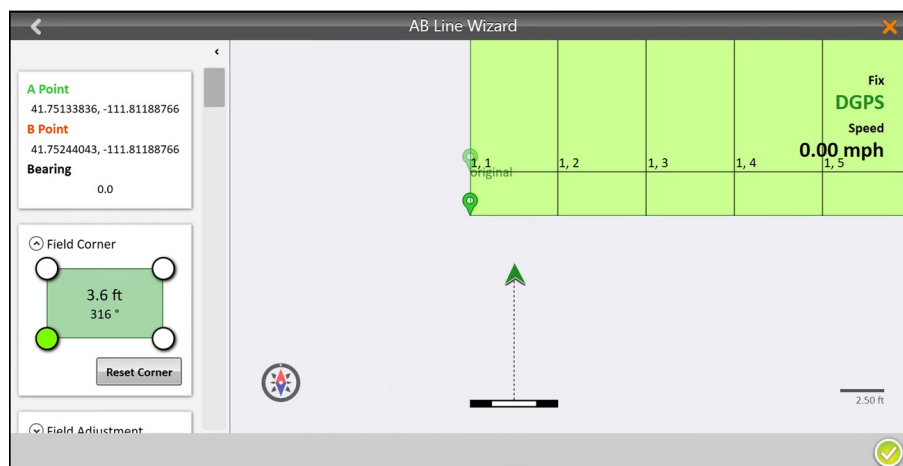 AB Line Wizard
A Point
41.75133836, -111.81188766
B Point
41.75244043, -111.81188766
Bearing
0.0
Field Corner
3.6 ft
316 °
Reset Corner
Field Adjustment
Fix
DGPS
Speed
0.00 mph
1, 1
1, 2
1, 3
1, 4
1, 5
original
2.50 ft